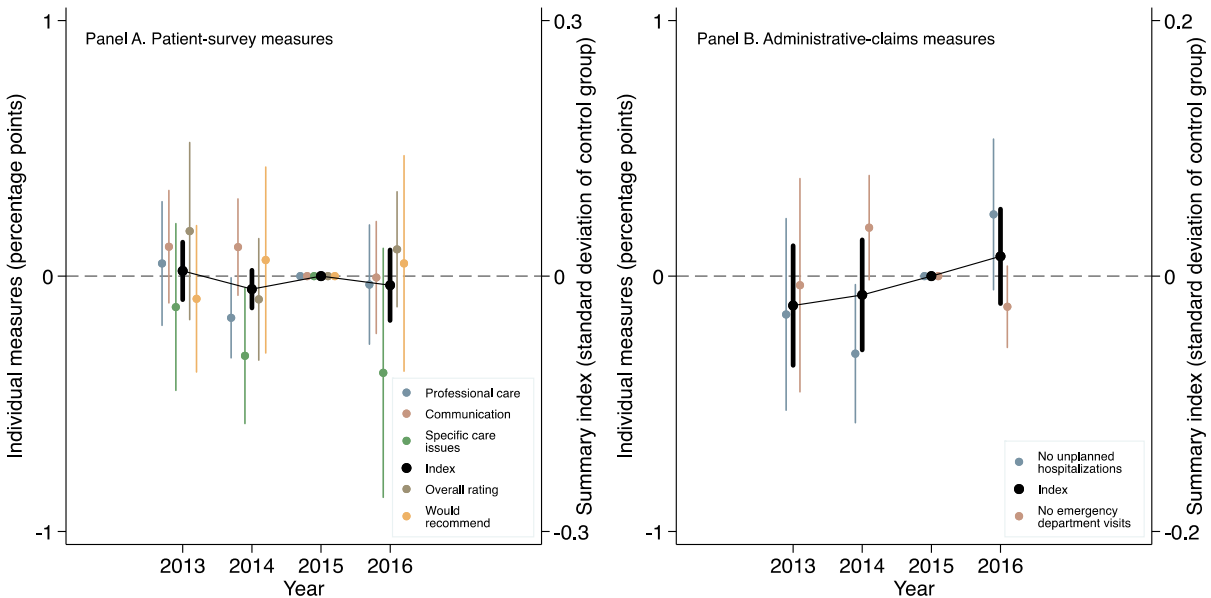 Panel A. Patient-survey measures
Individual measures (percentage points)
1
0
-1
0.3
0
-0.3
Summary index (standard deviation of control group)
Professional care
Communication
Specific care
issues
Index
Overall rating
Would
recommend
2013 2014 2015 2016
Year
Panel B. Administrative-claims measures
Individual measures (percentage points)
1
0
-1
0.2
0
-0.2
Summary index (standard deviation of control group)
No unplanned
hospitalizations
Index
No emergency
department visits
2013 2014 2015 2016
Year